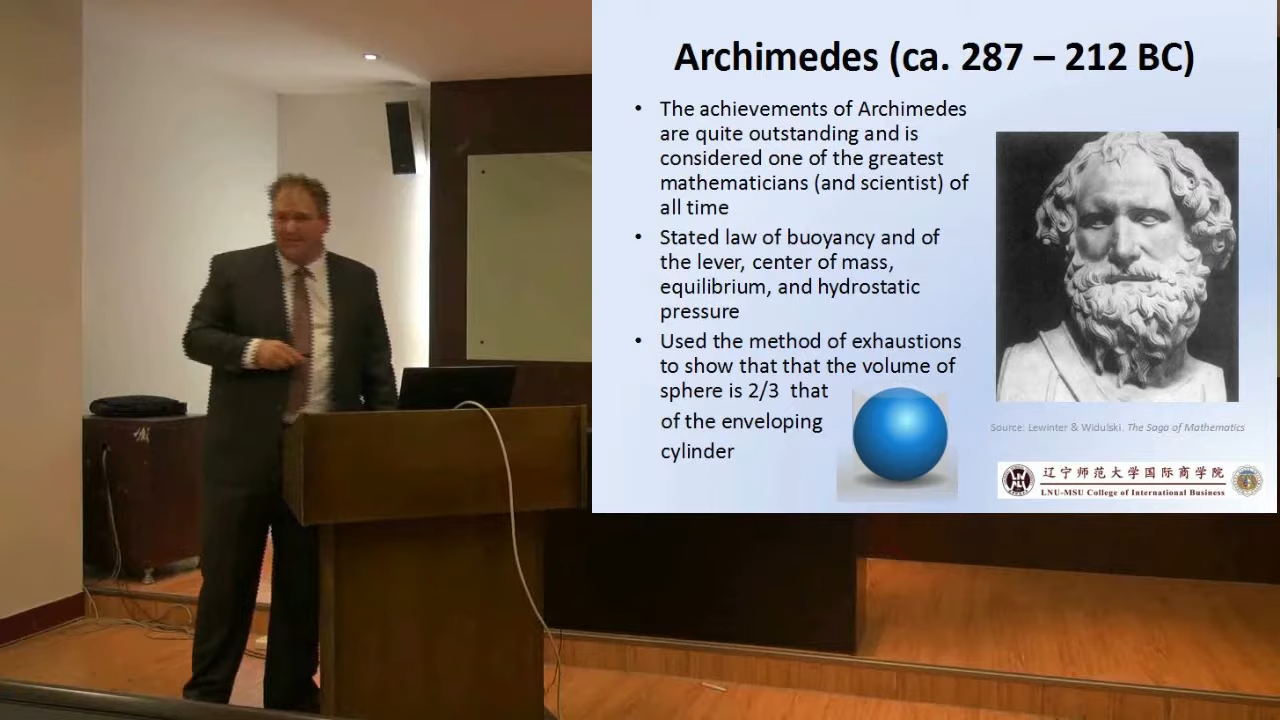 Archimedes (ca. 287 – 212 BC)
• The achievements of Archimedes
are quite outstanding and is
considered one of the greatest
mathematicians (and scientist) of
all time
• Stated law of buoyancy and of
the lever, center of mass,
equilibrium, and hydrostatic
pressure
• Used the method of exhaustions
to show that that the volume of
sphere is 2/3 that
of the enveloping
cylinder
Source: Lewinter & Widulski. The Saga of Mathematics
辽宁师范大学国际商学院
LNU-MSU College of International Business